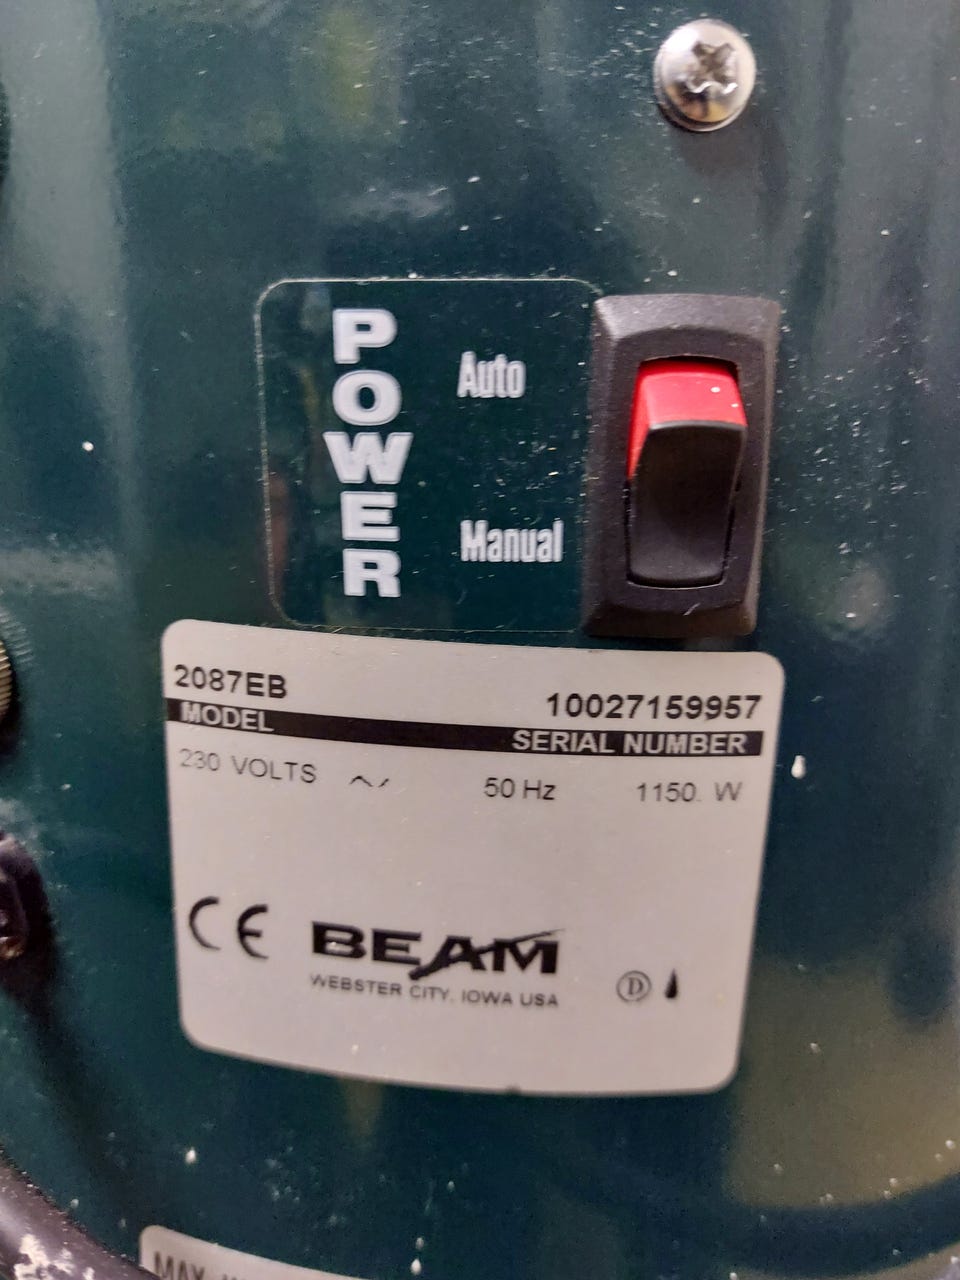 POWER
Auto
Manual
2087EB
10027159957
MODEL
SERIAL NUMBER
230 VOLTS
50 Hz
1150. W
CE
BEAM
WEBSTER CITY, IOWA USA
D
MAX.